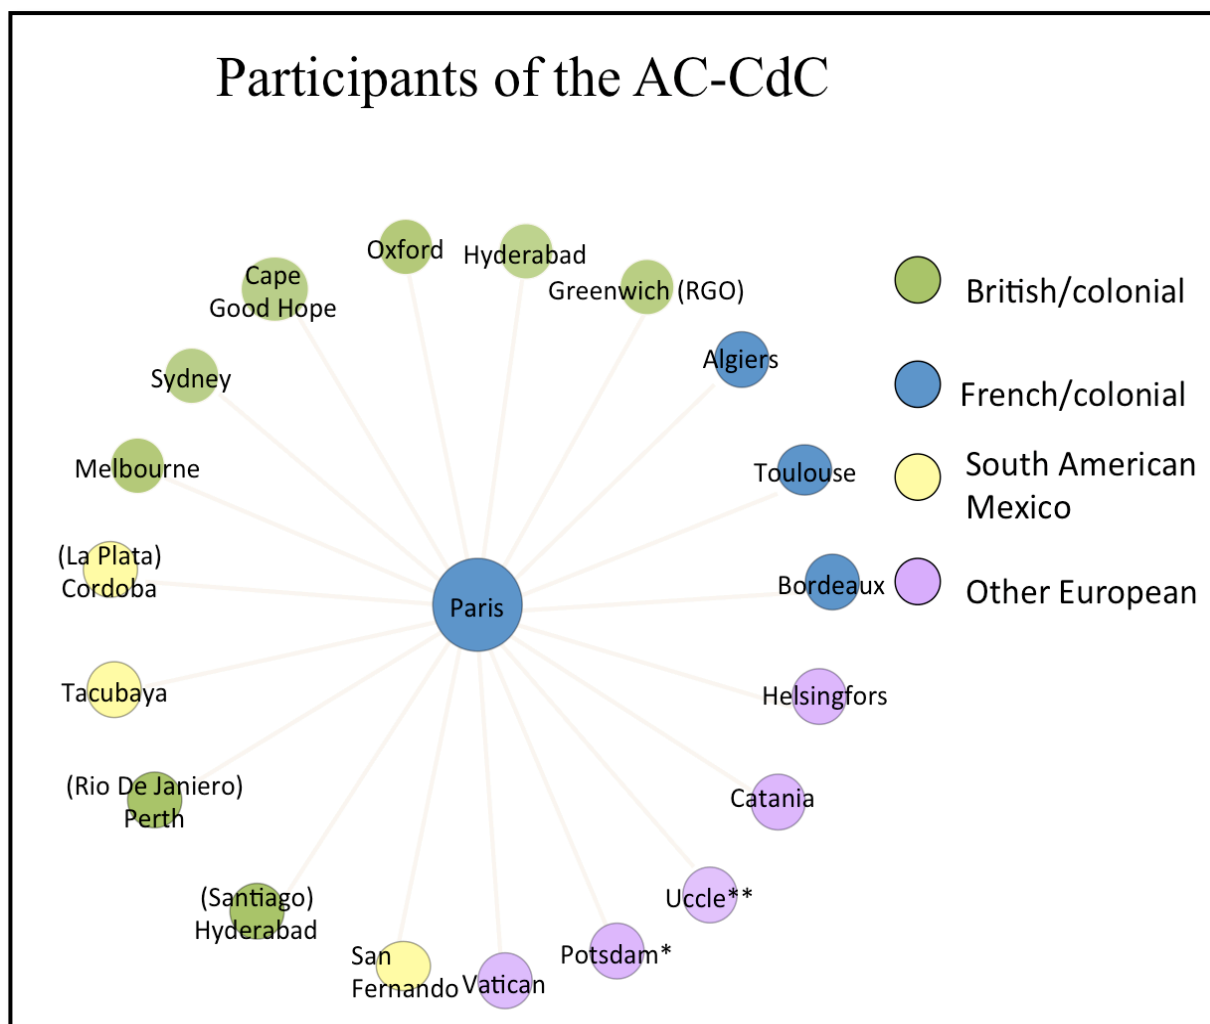 Participants of the AC-CdC
Oxford
Hyderabad
Cape
Good Hope
Greenwich (RGO)
Algiers
Sydney
Melbourne
Toulouse
(La Plata)
Cordoba
Paris
Bordeaux
Tacubaya
Helsingfors
(Rio De Janiero)
Perth
Catania
(Santiago)
Hyderabad
Uccle**
San
Fernando
Vatican
Potsdam*
British/colonial
French/colonial
South American
Mexico
Other European